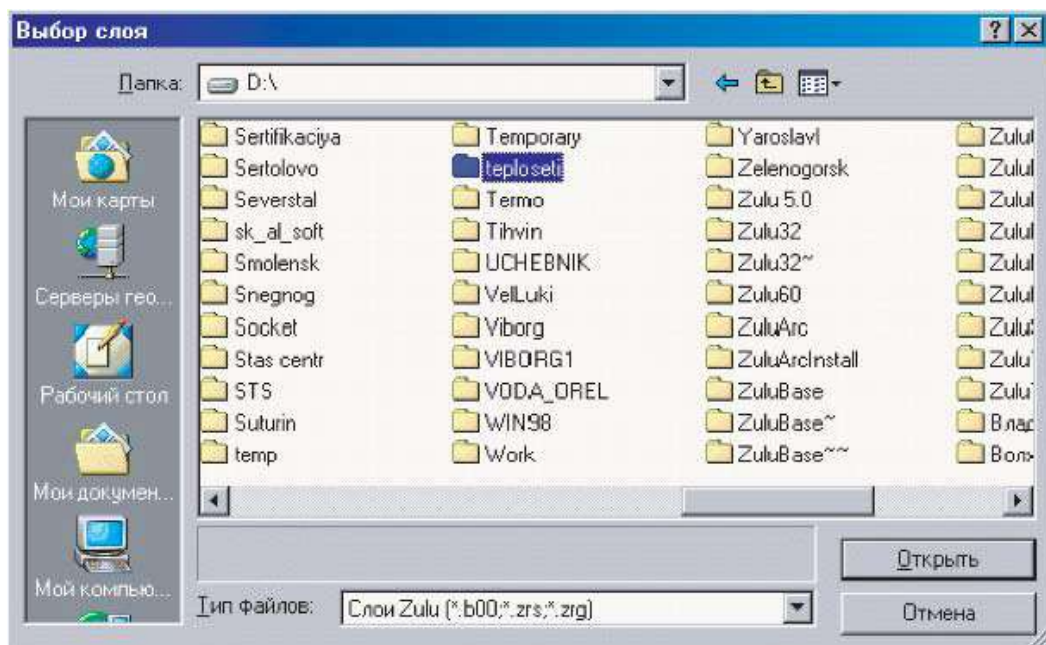 Выбор слоя
Папка: D:\
Мои карты
Серверы гео...
Рабочий стол
Мои докумен...
Мой компью...
Sertifikaciya
Sertolovo
Severstal
sk_al_soft
Smolensk
Snegnog
Socket
Stas centr
STS
Suturin
temp
Temporary
teploseti
Termo
Tihvin
UCHEBNIK
VelLuki
Viborg
VIBORG1
VODA_OREL
WIN98
Work
Yaroslavl
Zelenogorsk
Zulu 5.0
Zulu32
Zulu32~
Zulu60
ZuluArc
ZuluArcInstall
ZuluBase
ZuluBase~
ZuluBase~~
Открыть
Тип файлов: Слои Zulu (*.b00;*.zrs;*.zrg)
Отмена